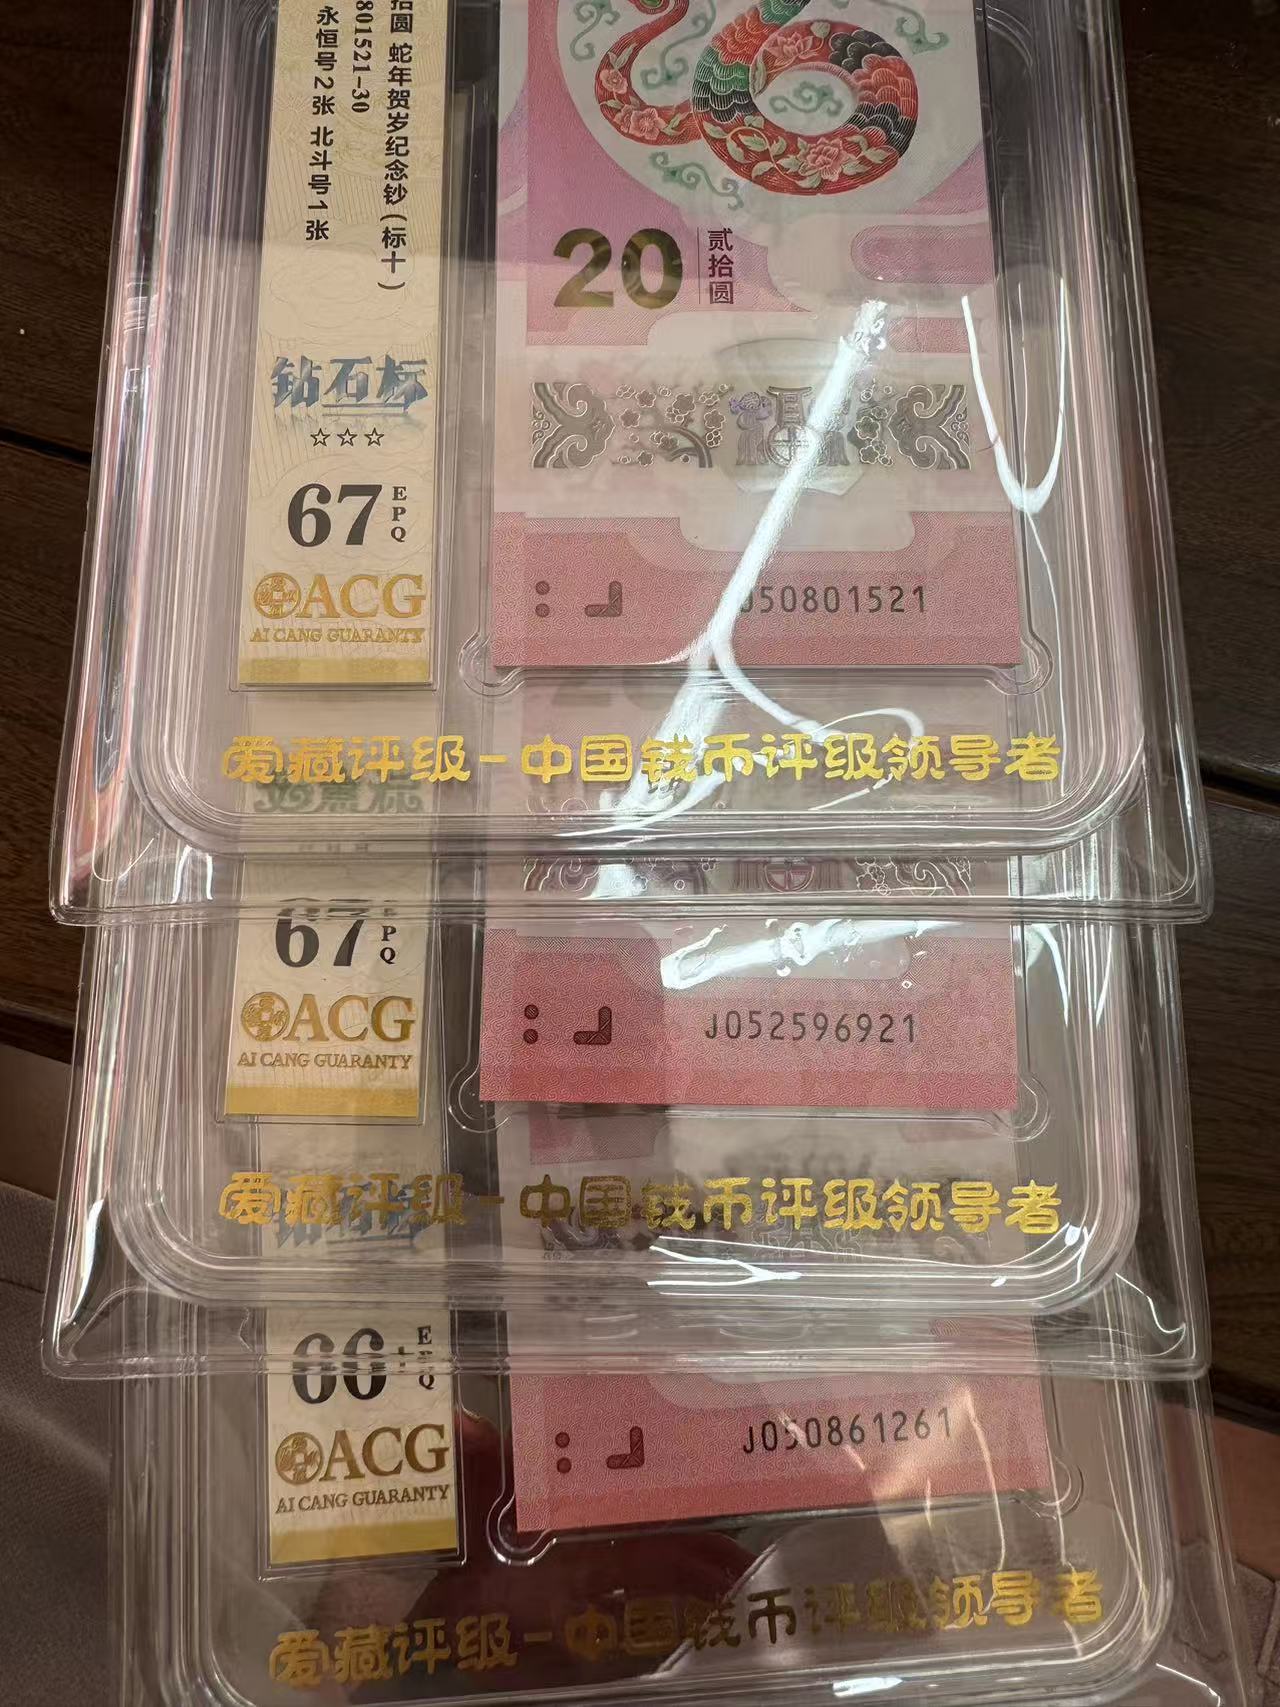 拾圆 蛇年贺岁纪念钞(标十)
801521-30
永恒号2张 北斗号1张
钻石标
☆☆☆
67 EPQ
ACG
AI CANG GUARANTY
20 贰拾圆
J50801521
爱藏评级-中国钱币评级领导者
67 EPQ
ACG
AI CANG GUARANTY
J052596921
爱藏评级-中国钱币评级领导者
66+ EPQ
ACG
AI CANG GUARANTY
J050861261
爱藏评级-中国钱币评级领导者